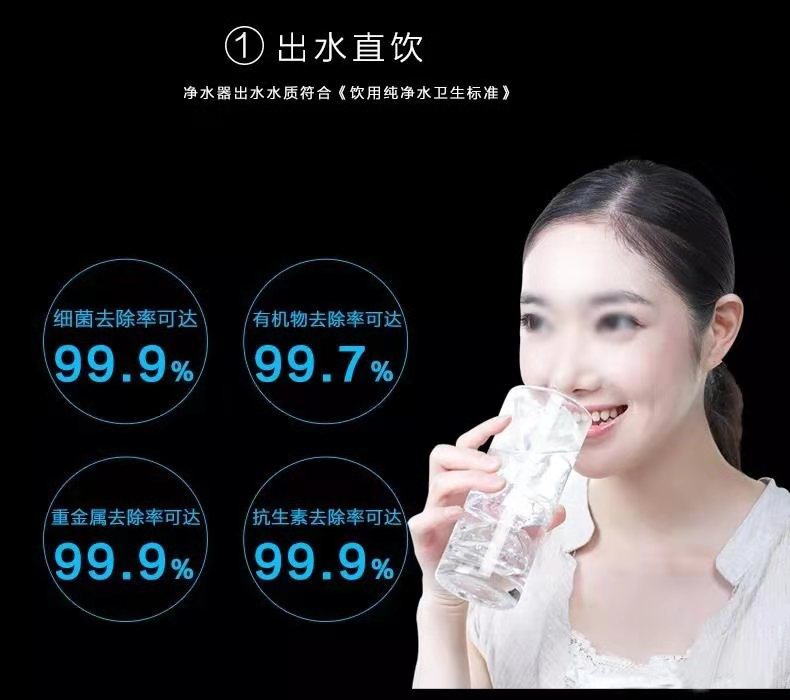 ① 出水直饮
净水器出水水质符合《饮用纯净水卫生标准》
细菌去除率可达
99.9%
有机物去除率可达
99.7%
重金属去除率可达
99.9%
抗生素去除率可达
99.9%